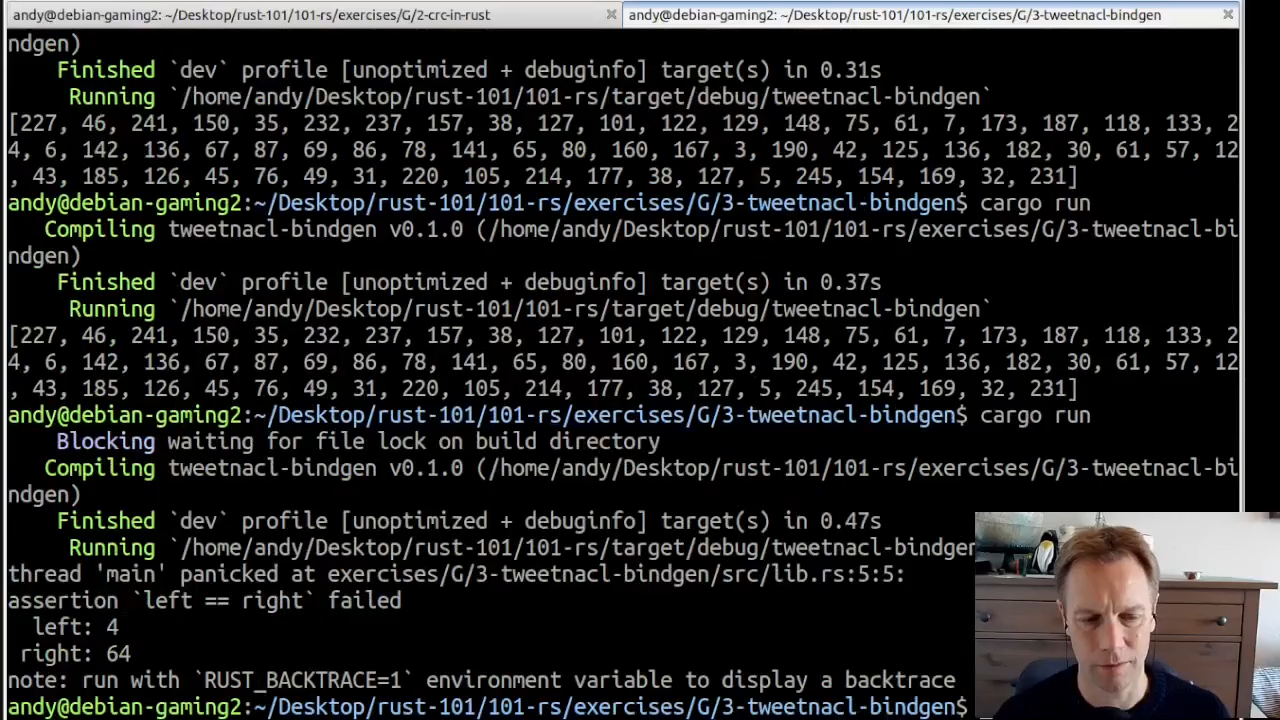 andy@debian-gaming2: ~/Desktop/rust-101/101-rs/exercises/G/2-crc-in-rust
andy@debian-gaming2: ~/Desktop/rust-101/101-rs/exercises/G/3-tweetnacl-bindgen
ndgen)
Finished `dev` profile [unoptimized + debuginfo] target(s) in 0.31s
Running `/home/andy/Desktop/rust-101/101-rs/target/debug/tweetnacl-bindgen`
[227, 46, 241, 150, 35, 232, 237, 157, 38, 127, 101, 122, 129, 148, 75, 61, 7, 173, 187, 118, 133, 2
4, 6, 142, 136, 67, 87, 69, 86, 78, 141, 65, 80, 160, 167, 3, 190, 42, 125, 136, 182, 30, 61, 57, 12
, 43, 185, 126, 45, 76, 49, 31, 220, 105, 214, 177, 38, 127, 5, 245, 154, 169, 32, 231]
andy@debian-gaming2:~/Desktop/rust-101/101-rs/exercises/G/3-tweetnacl-bindgen$ cargo run
Compiling tweetnacl-bindgen v0.1.0 (/home/andy/Desktop/rust-101/101-rs/exercises/G/3-tweetnacl-bi
ndgen)
Finished `dev` profile [unoptimized + debuginfo] target(s) in 0.37s
Running `/home/andy/Desktop/rust-101/101-rs/target/debug/tweetnacl-bindgen`
[227, 46, 241, 150, 35, 232, 237, 157, 38, 127, 101, 122, 129, 148, 75, 61, 7, 173, 187, 118, 133, 2
4, 6, 142, 136, 67, 87, 69, 86, 78, 141, 65, 80, 160, 167, 3, 190, 42, 125, 136, 182, 30, 61, 57, 12
, 43, 185, 126, 45, 76, 49, 31, 220, 105, 214, 177, 38, 127, 5, 245, 154, 169, 32, 231]
andy@debian-gaming2:~/Desktop/rust-101/101-rs/exercises/G/3-tweetnacl-bindgen$ cargo run
Blocking waiting for file lock on build directory
Compiling tweetnacl-bindgen v0.1.0 (/home/andy/Desktop/rust-101/101-rs/exercises/G/3-tweetnacl-bi
ndgen)
Finished `dev` profile [unoptimized + debuginfo] target(s) in 0.47s
Running `/home/andy/Desktop/rust-101/101-rs/target/debug/tweetnacl-bindgen
thread 'main' panicked at exercises/G/3-tweetnacl-bindgen/src/lib.rs:5:5:
assertion `left == right` failed
left: 4
right: 64
note: run with `RUST_BACKTRACE=1` environment variable to display a backtrace
andy@debian-gaming2:~/Desktop/rust-101/101-rs/exercises/G/3-tweetnacl-bindgen$